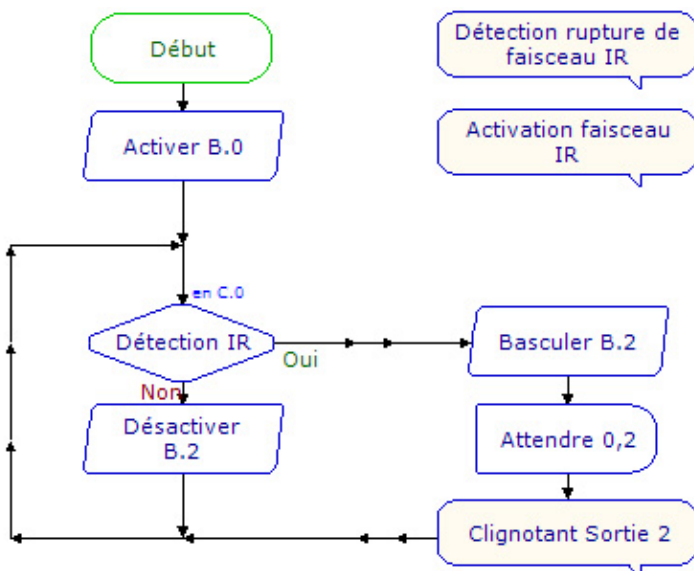 Début
Détection rupture de
faisceau IR
Activer B.0
Activation faisceau
IR
en C.0
Détection IR
Oui
Basculer B.2
Non
Désactiver
B.2
Attendre 0,2
Clignotant Sortie 2